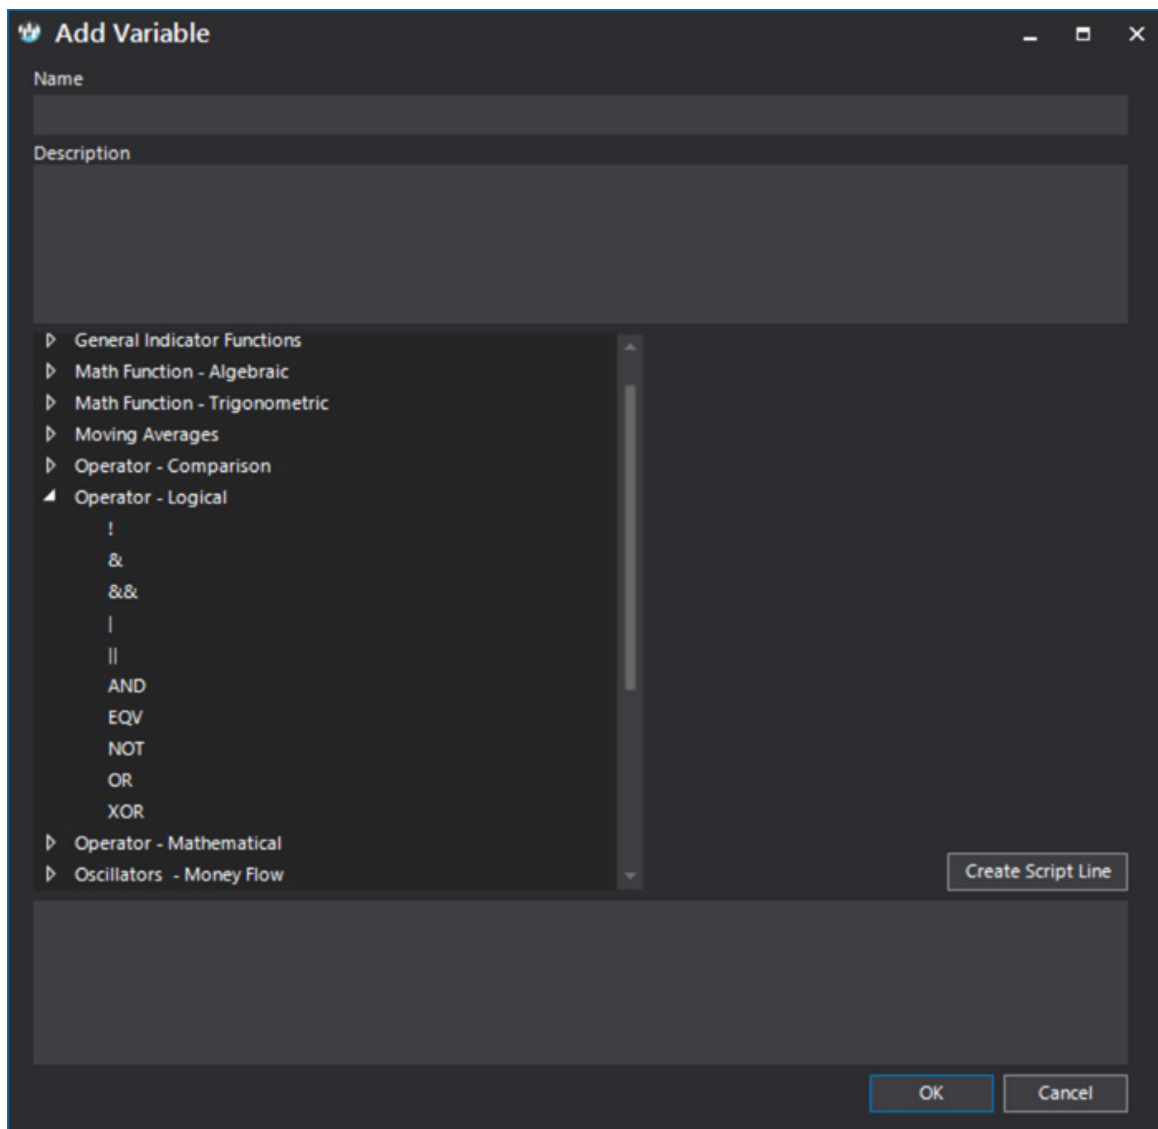 Add Variable
Name
Description
General Indicator Functions
Math Function - Algebraic
Math Function - Trigonometric
Moving Averages
Operator - Comparison
Operator - Logical
!
&
&&
|
||
AND
EQV
NOT
OR
XOR
Operator - Mathematical
Oscillators  - Money Flow
Create Script Line
OK
Cancel